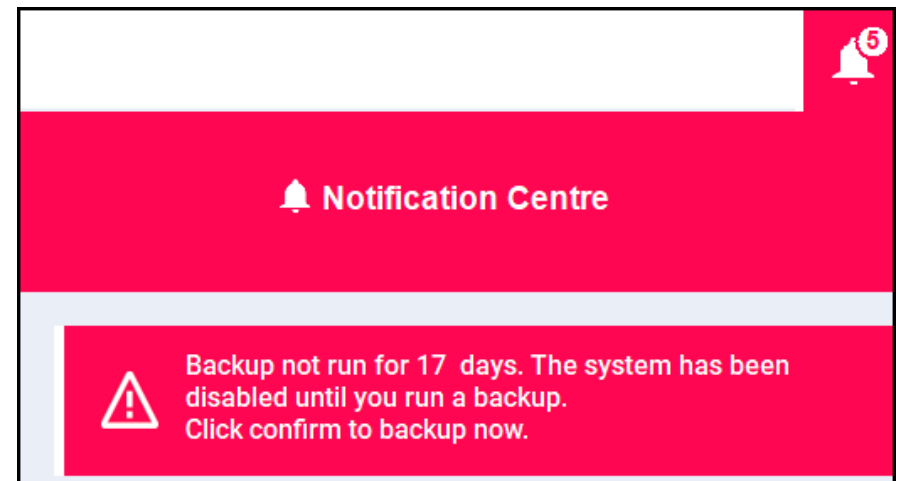 5
Notification Centre
Backup not run for 17  days. The system has been
disabled until you run a backup.
Click confirm to backup now.